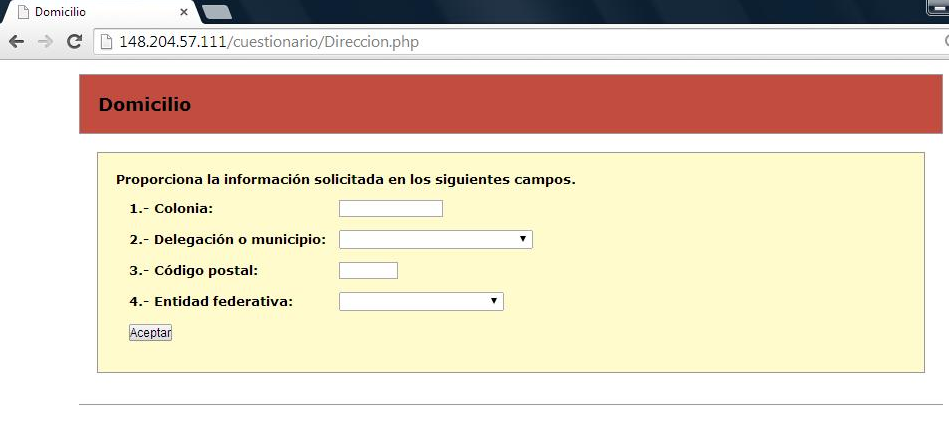 Domicilio
148.204.57.111/cuestionario/Direccion.php
Domicilio
Proporciona la información solicitada en los siguientes campos.
1.- Colonia:
2.- Delegación o municipio:
3.- Código postal:
4.- Entidad federativa:
Aceptar